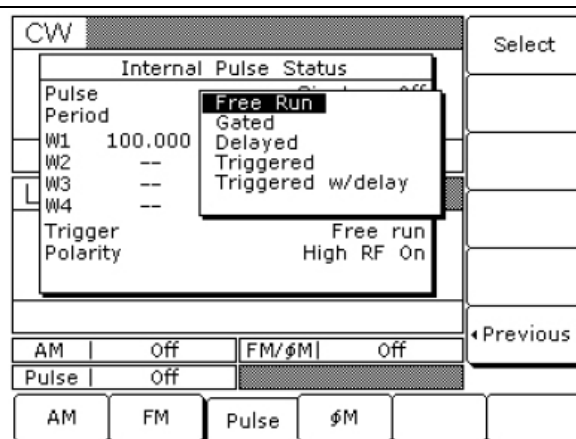 CW
Select
Internal Pulse Status
Pulse
Period
W1 100.000
W2 --
W3 --
W4 --
Free Run
Gated
Delayed
Triggered
Triggered w/delay
Trigger Free run
Polarity High RF On
◂Previous
AM | Off FM/ϕM| Off
Pulse | Off
AM FM Pulse ϕM